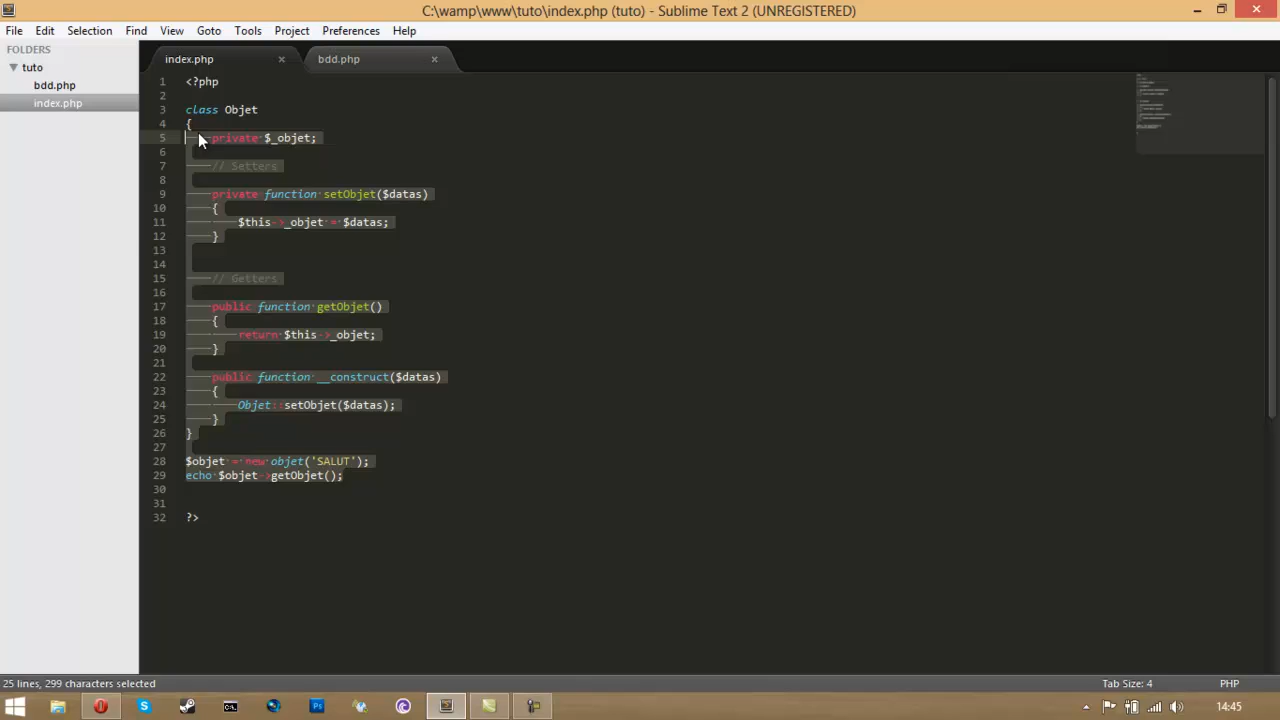 C:\wamp\www\tuto\index.php (tuto) - Sublime Text 2 (UNREGISTERED)
File Edit Selection Find View Goto Tools Project Preferences Help
FOLDERS
tuto
bdd.php
index.php
index.php bdd.php
1 <?php
2
3 class Objet
4 {
5 private $_objet;
6
7 // Setters
8
9 private function setObjet($datas)
10 {
11 $this->_objet = $datas;
12 }
13
14
15 // Getters
16
17 public function getObjet()
18 {
19 return $this->_objet;
20 }
21
22 public function __construct($datas)
23 {
24 Objet::setObjet($datas);
25 }
26 }
27
28 $objet = new objet('SALUT');
29 echo $objet->getObjet();
30
31
32 ?>
25 lines, 299 characters selected Tab Size: 4 PHP
14:45